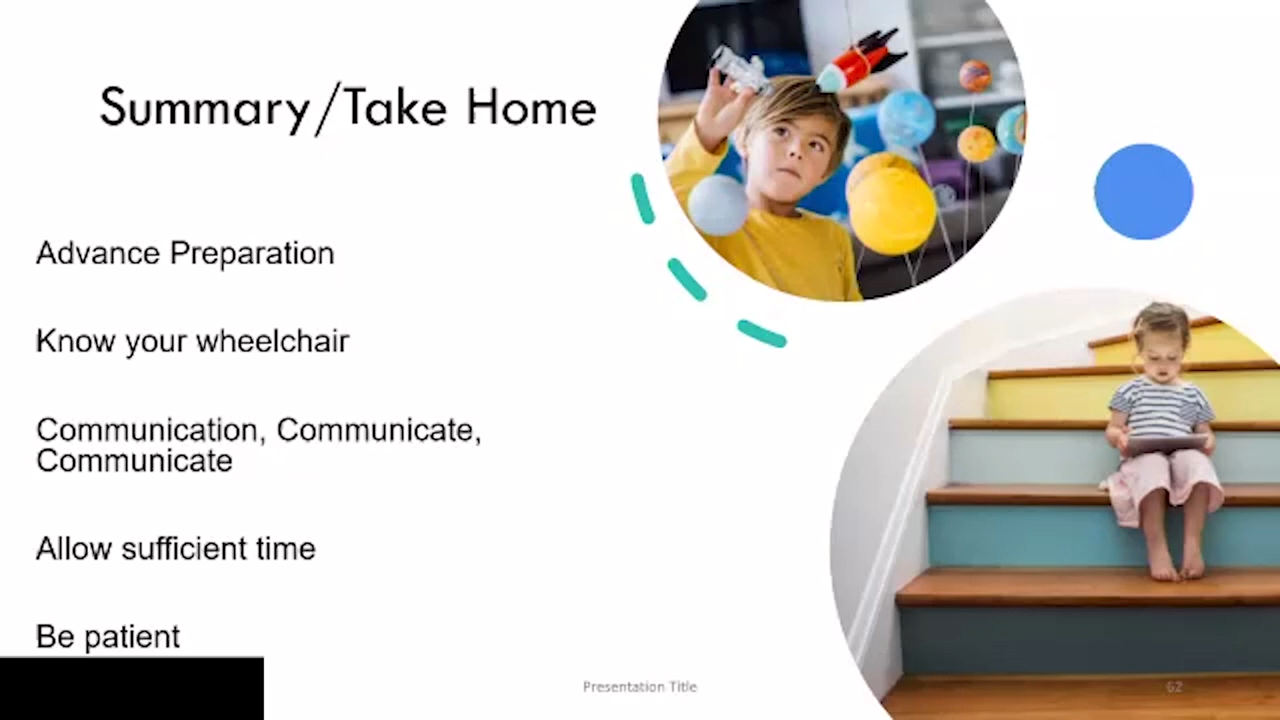 Summary/Take Home
Advance Preparation
Know your wheelchair
Communication, Communicate,
Communicate
Allow sufficient time
Be patient
Presentation Title
62